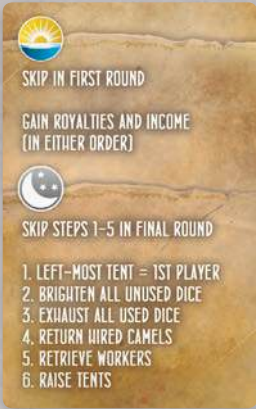 SKIP IN FIRST ROUND
GAIN ROYALTIES AND INCOME
(IN EITHER ORDER)
SKIP STEPS 1-5 IN FINAL ROUND
1. LEFT-MOST TENT = 1ST PLAYER
2. BRIGHTEN ALL UNUSED DICE
3. EXHAUST ALL USED DICE
4. RETURN HIRED CAMELS
5. RETRIEVE WORKERS
6. RAISE TENTS